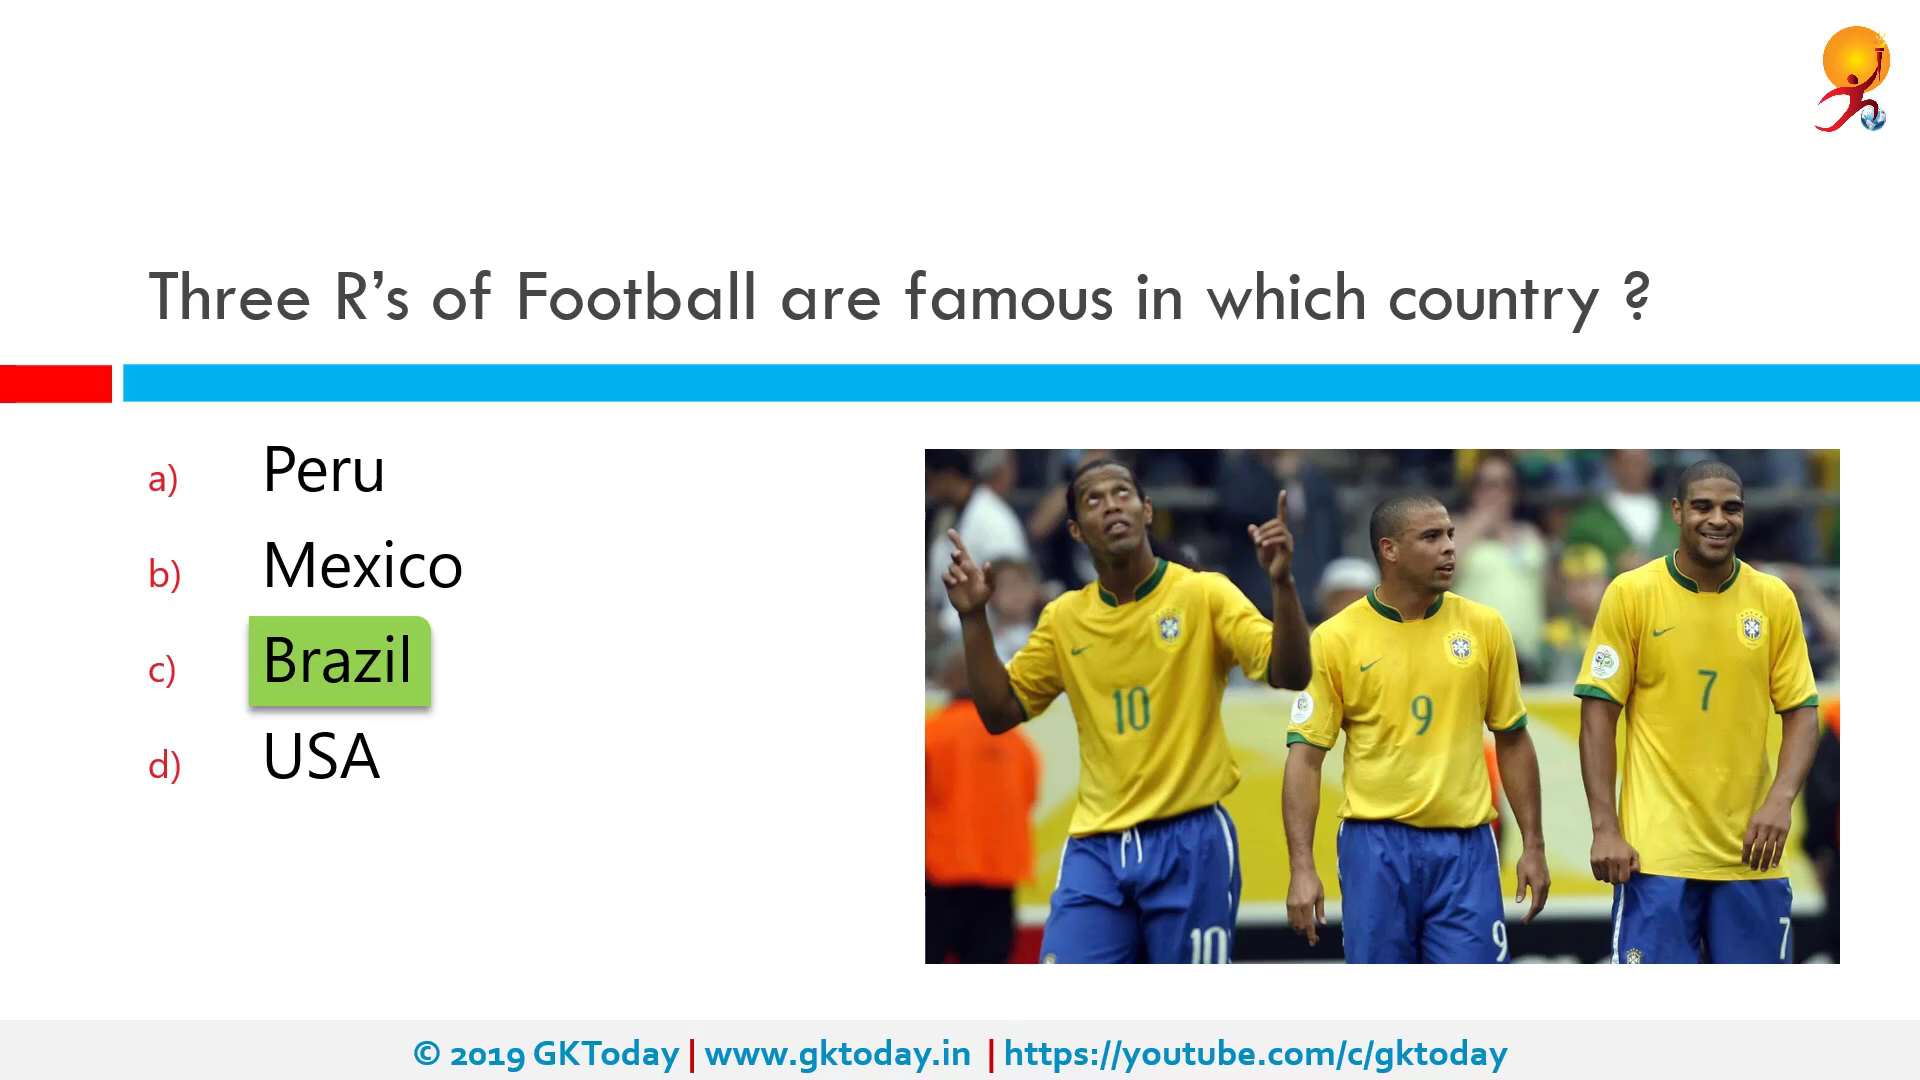 Three R’s of Football are famous in which country ?
a) Peru
b) Mexico
c) Brazil
d) USA
10
9
7
10
9
7
© 2019 GKToday | www.gktoday.in | https://youtube.com/c/gktoday